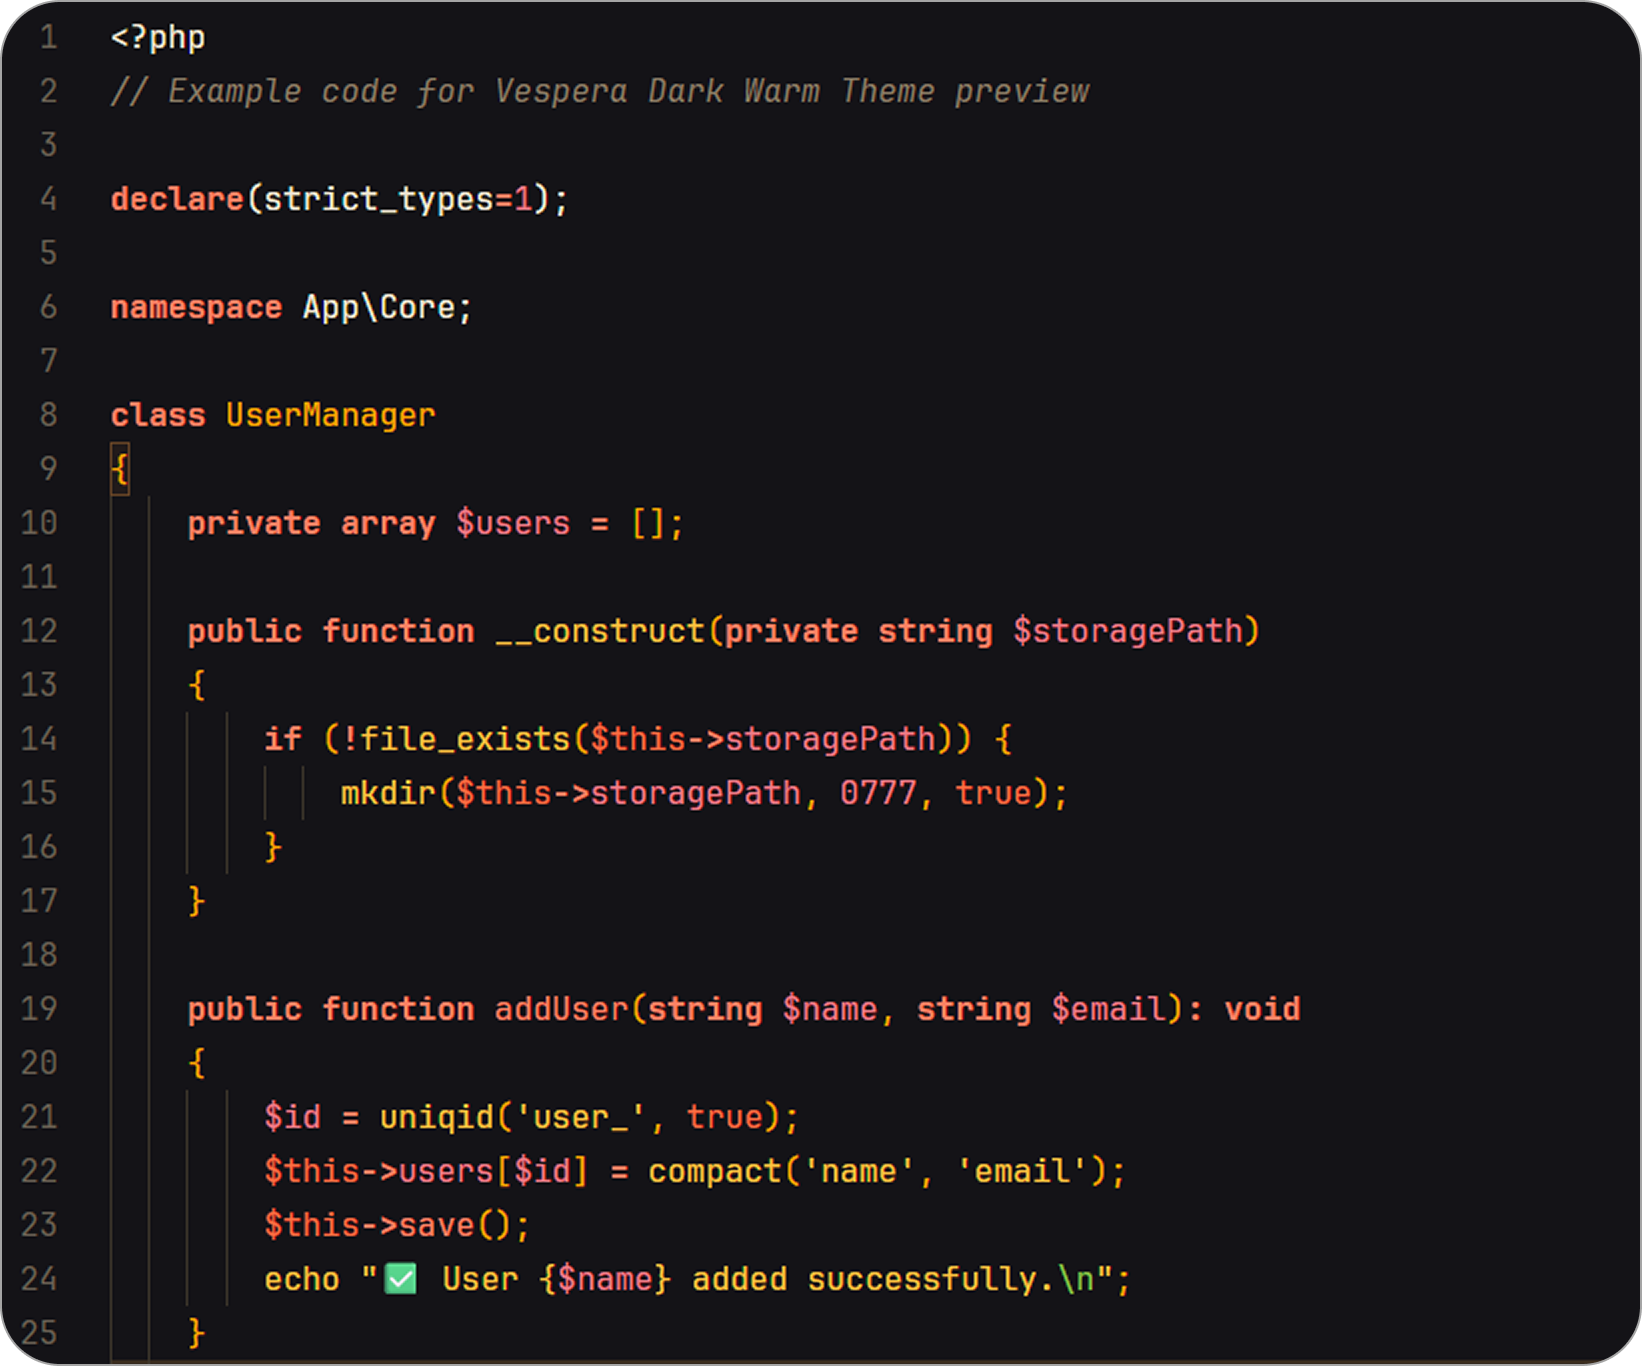 1 <?php
2 // Example code for Vespera Dark Warm Theme preview
3
4 declare(strict_types=1);
5
6 namespace App\Core;
7
8 class UserManager
9 {
10     private array $users = [];
11
12     public function __construct(private string $storagePath)
13     {
14         if (!file_exists($this->storagePath)) {
15             mkdir($this->storagePath, 0777, true);
16         }
17     }
18
19     public function addUser(string $name, string $email): void
20     {
21         $id = uniqid('user_', true);
22         $this->users[$id] = compact('name', 'email');
23         $this->save();
24         echo "✅ User {$name} added successfully.\n";
25     }